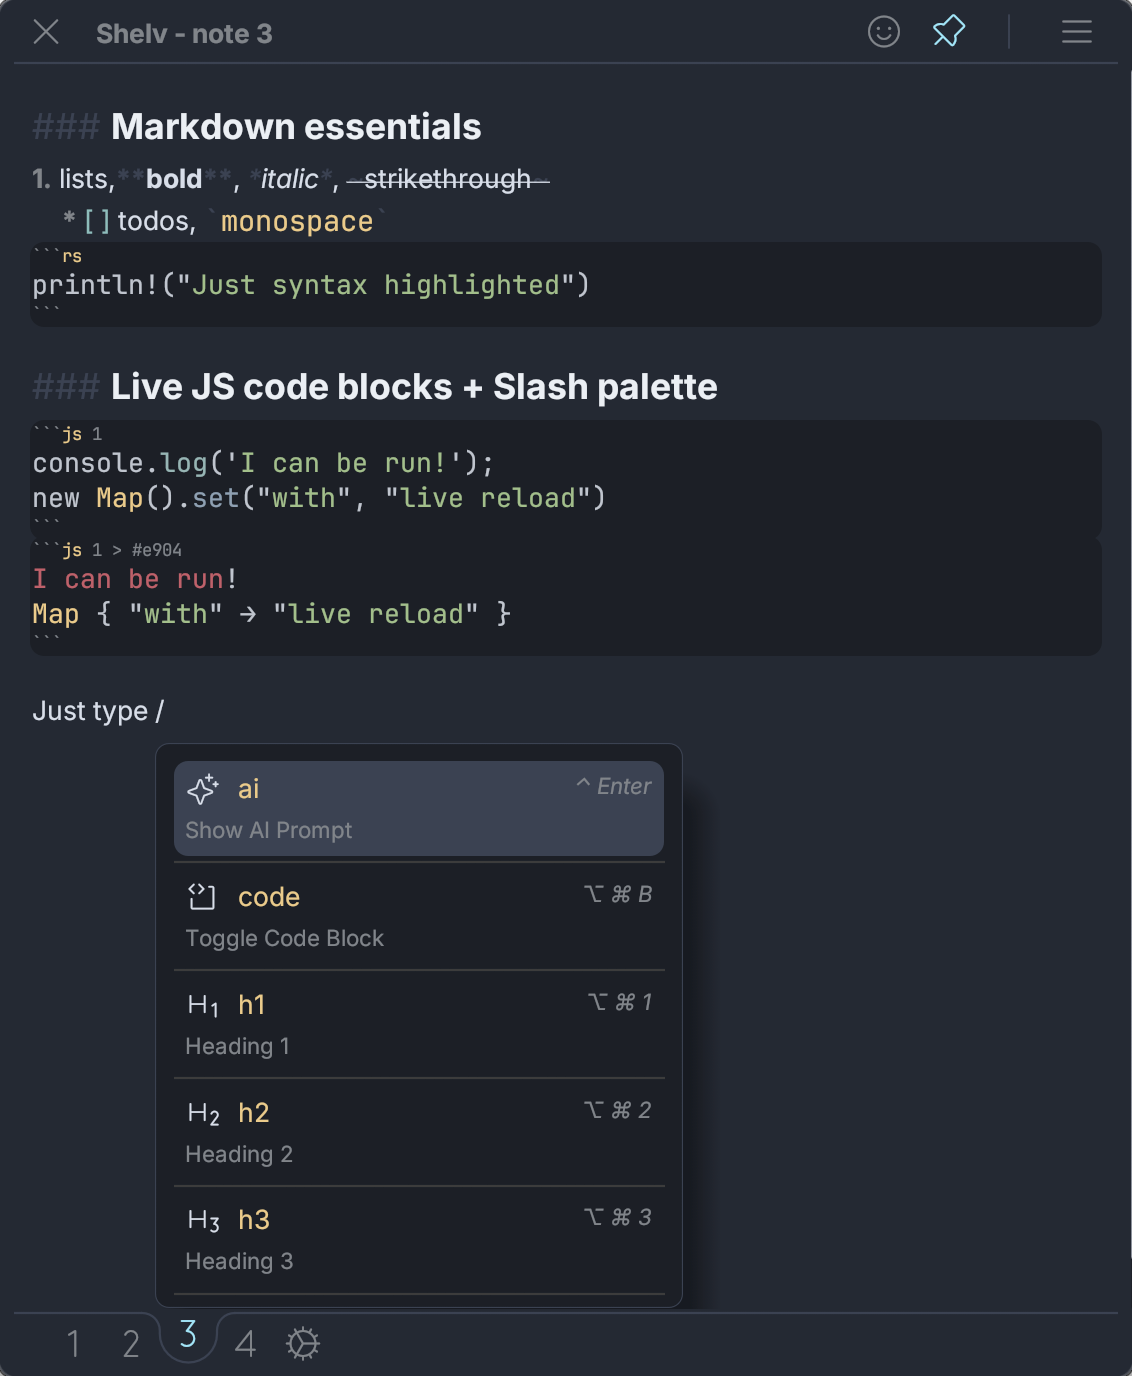 Shelv - note 3
### Markdown essentials
1. lists,**bold**, *italic*, ~strikethrough~
* [ ] todos, `monospace`
```rs
println!("Just syntax highlighted")
```
### Live JS code blocks + Slash palette
```js 1
console.log('I can be run!');
new Map().set("with", "live reload")
```
```js 1 > #e904
I can be run!
Map { "with" → "live reload" }
```
Just type /
ai ^ Enter
Show AI Prompt
code ⌥ ⌘ B
Toggle Code Block
H1 h1 ⌥ ⌘ 1
Heading 1
H2 h2 ⌥ ⌘ 2
Heading 2
H3 h3 ⌥ ⌘ 3
Heading 3
1 2 3 4